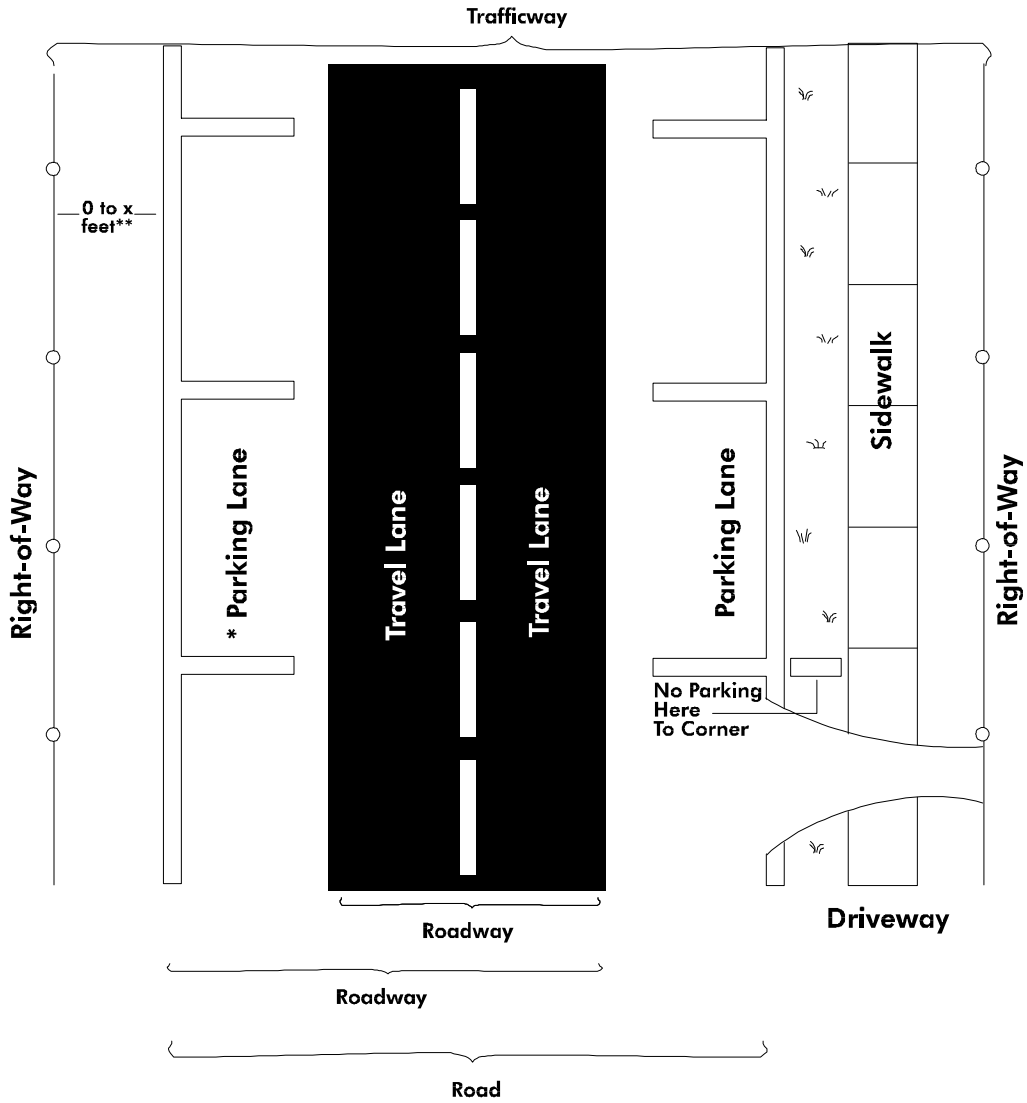 Trafficway
0 to x
feet**
Sidewalk
Right-of-Way
* Parking Lane
Travel Lane
Travel Lane
Parking Lane
Right-of-Way
No Parking
Here
To Corner
Driveway
Roadway
Roadway
Road